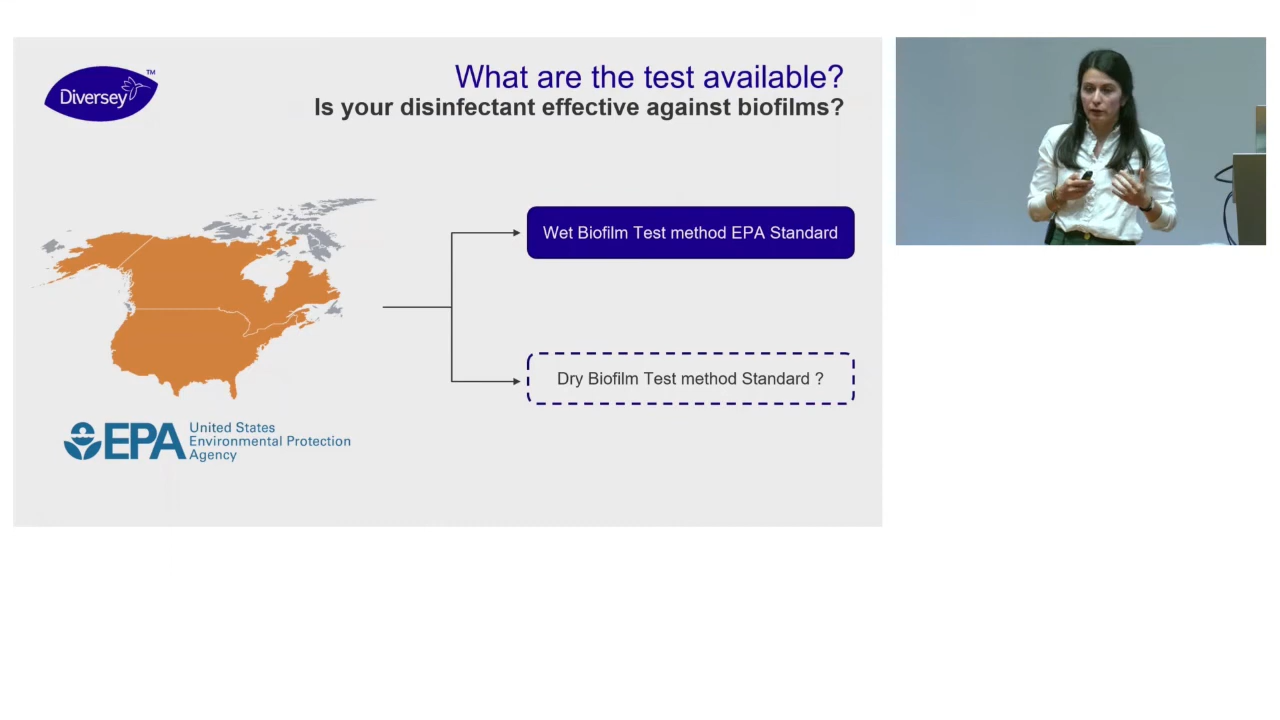 Diversey™
What are the test available?
Is your disinfectant effective against biofilms?
Wet Biofilm Test method EPA Standard
Dry Biofilm Test method Standard ?
EPA
United States
Environmental Protection
Agency